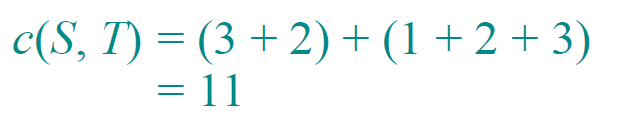 c(S, T) = (3 + 2) + (1 + 2 + 3)
= 11